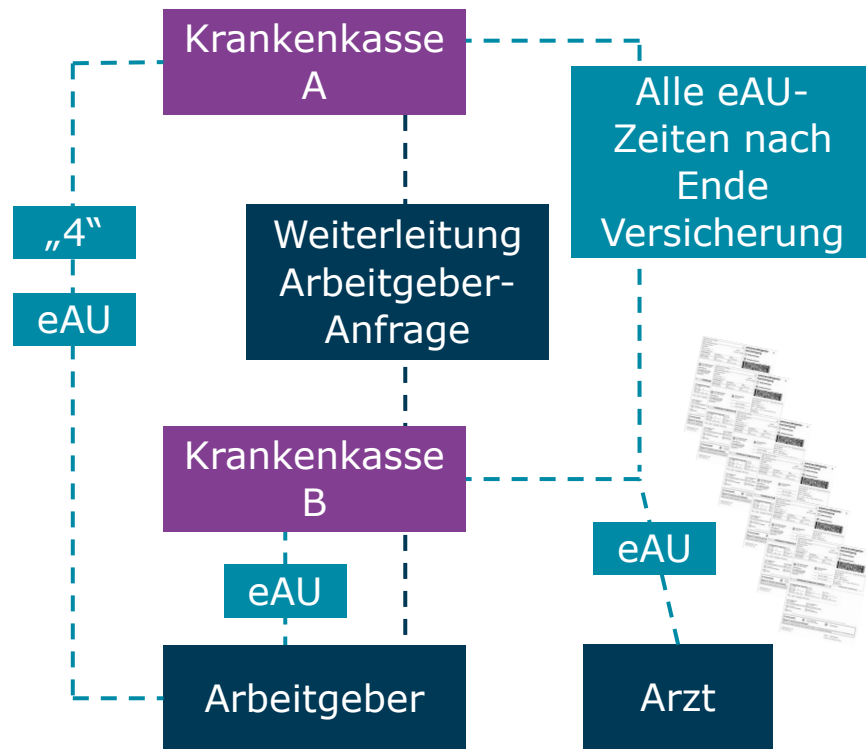 Krankenkasse
A
Alle eAU-
Zeiten nach
Ende
Versicherung
„4“
Weiterleitung
Arbeitgeber-
Anfrage
eAU
Krankenkasse
B
eAU
eAU
Arbeitgeber
Arzt